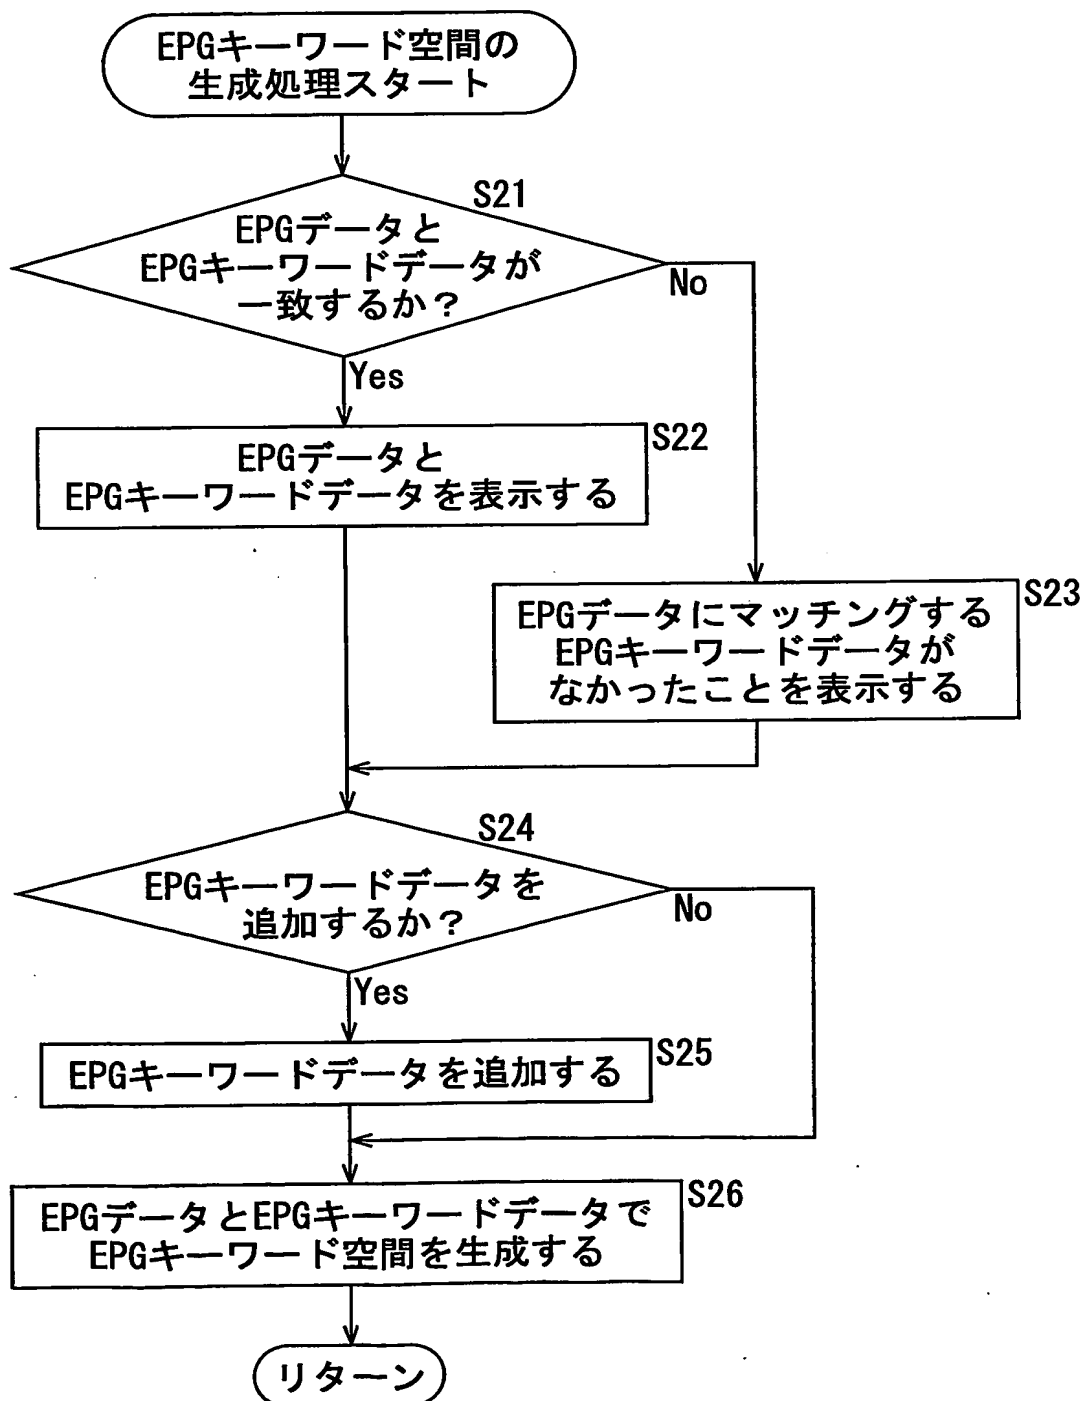 EPGキーワード空間の
生成処理スタート
S21
EPGデータと
EPGキーワードデータが
一致するか？
No
Yes
S22
EPGデータと
EPGキーワードデータを表示する
S23
EPGデータにマッチングする
EPGキーワードデータが
なかったことを表示する
S24
EPGキーワードデータを
追加するか？
No
Yes
S25
EPGキーワードデータを追加する
S26
EPGデータとEPGキーワードデータで
EPGキーワード空間を生成する
リターン